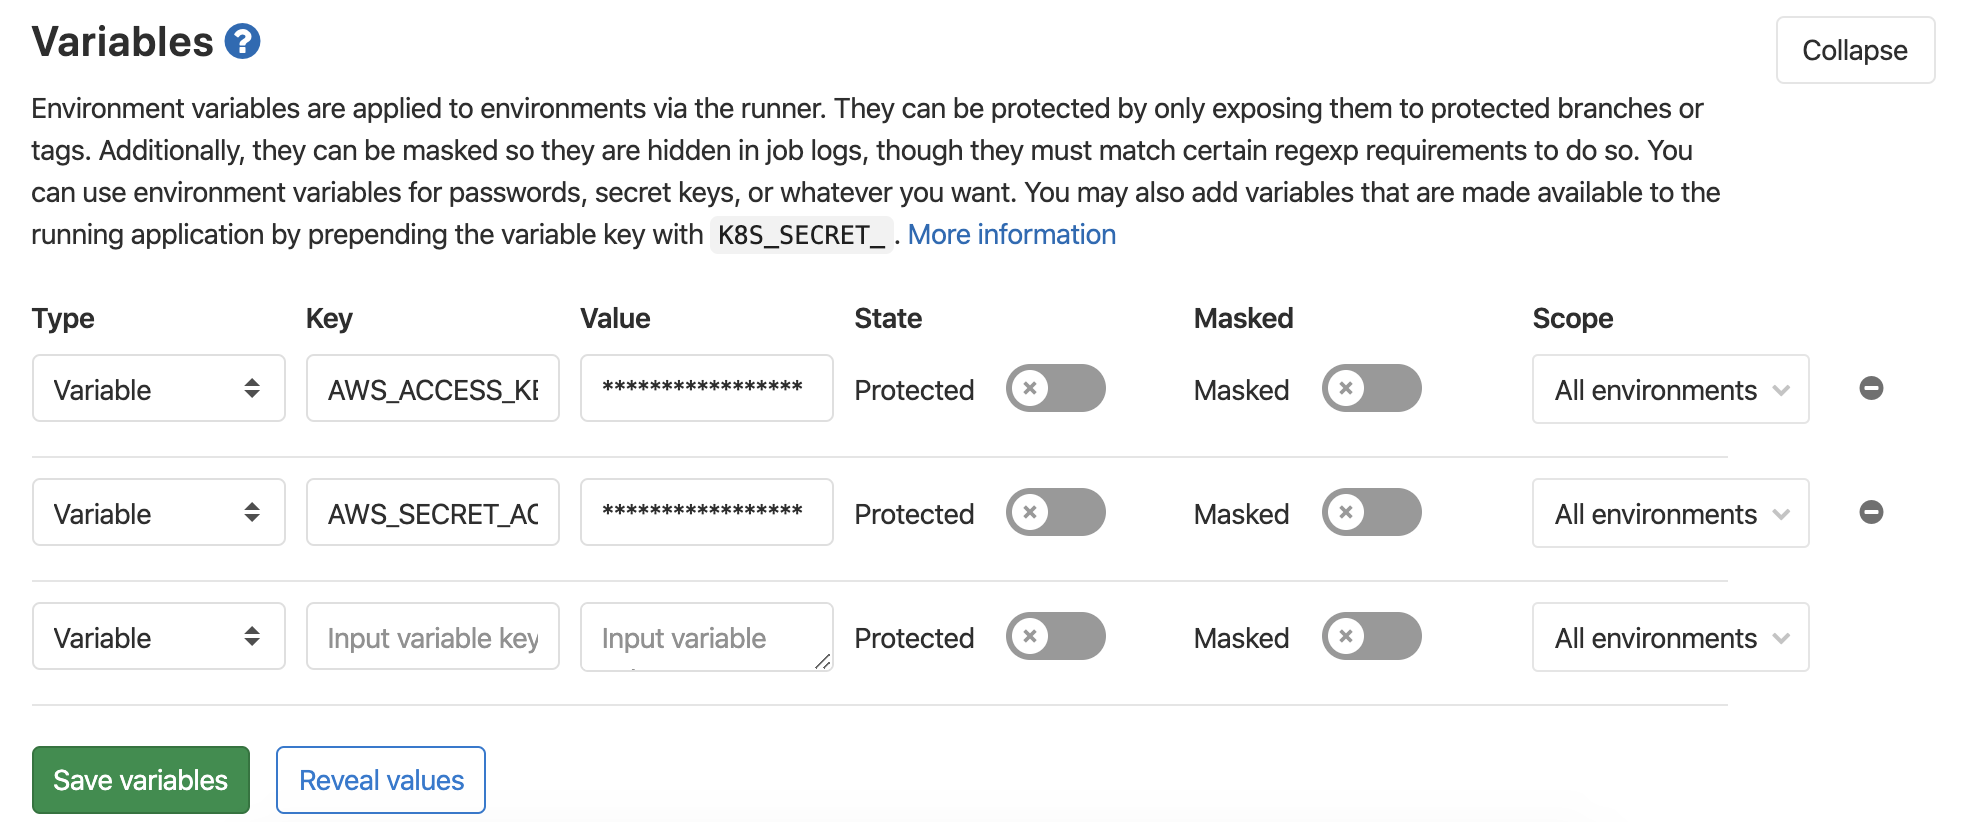 Variables ?
Collapse
Environment variables are applied to environments via the runner. They can be protected by only exposing them to protected branches or
tags. Additionally, they can be masked so they are hidden in job logs, though they must match certain regexp requirements to do so. You
can use environment variables for passwords, secret keys, or whatever you want. You may also add variables that are made available to the
running application by prepending the variable key with K8S_SECRET_ . More information
Type Key Value State Masked Scope
Variable AWS_ACCESS_KE ***************** Protected Masked All environments
Variable AWS_SECRET_AC ***************** Protected Masked All environments
Variable Input variable key Input variable Protected Masked All environments
Save variables Reveal values